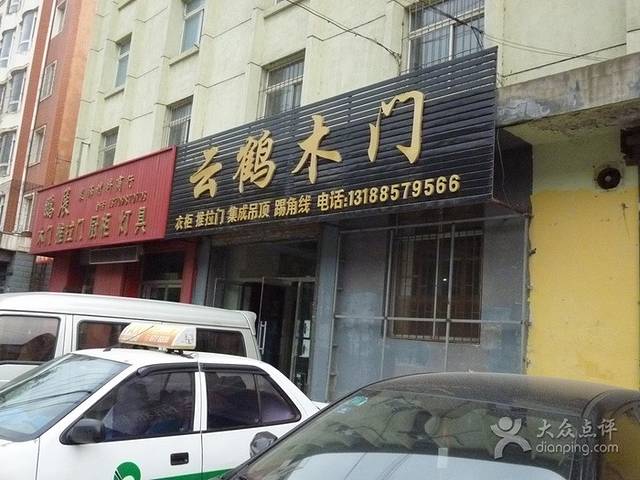 云鹤木门
衣柜 推拉门 集成吊顶 踢角线 电话:13188579566
木门 推拉门 厨柜 灯具
大众点评
dianping.com